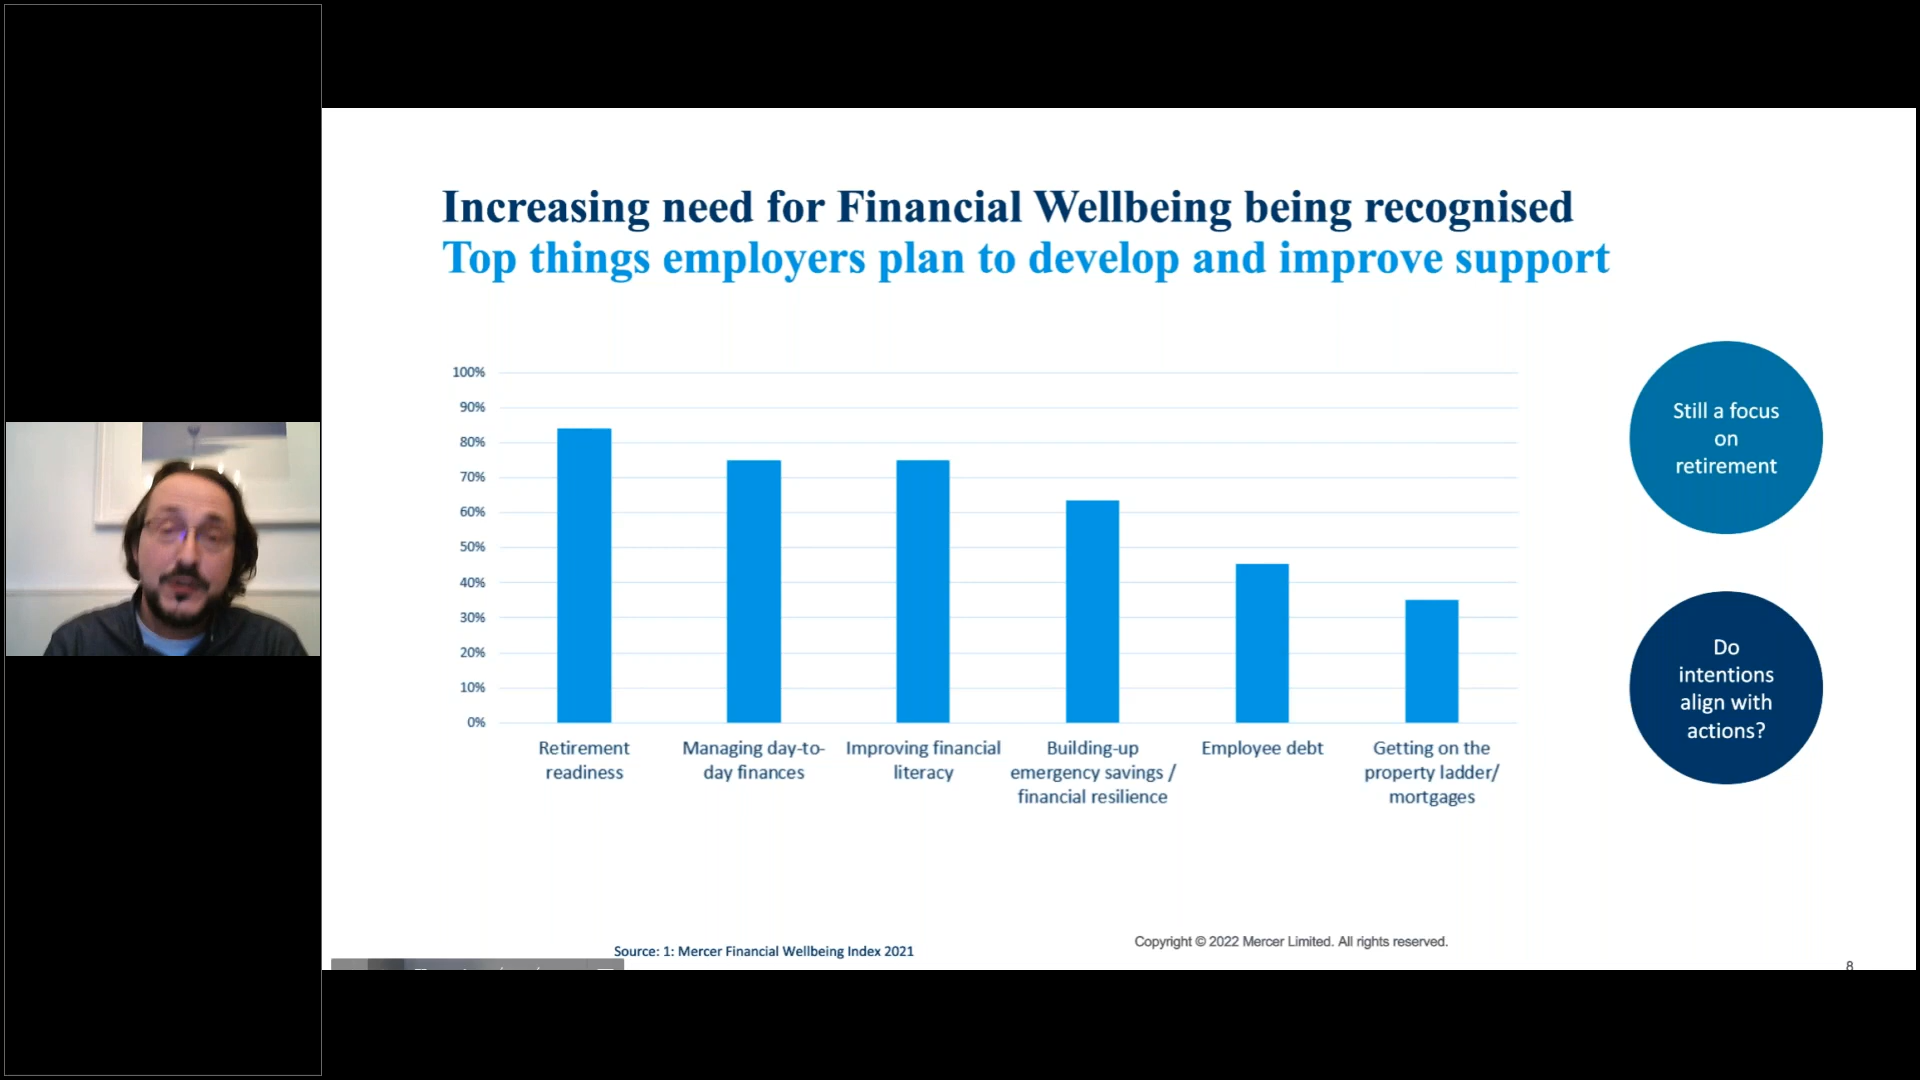 Increasing need for Financial Wellbeing being recognised
Top things employers plan to develop and improve support
100%
90%
80%
70%
60%
50%
40%
30%
20%
10%
0%
Retirement
readiness
Managing day-to-
day finances
Improving financial
literacy
Building-up
emergency savings /
financial resilience
Employee debt
Getting on the
property ladder/
mortgages
Still a focus
on
retirement
Do
intentions
align with
actions?
Source: 1: Mercer Financial Wellbeing Index 2021
Copyright © 2022 Mercer Limited. All rights reserved.
8